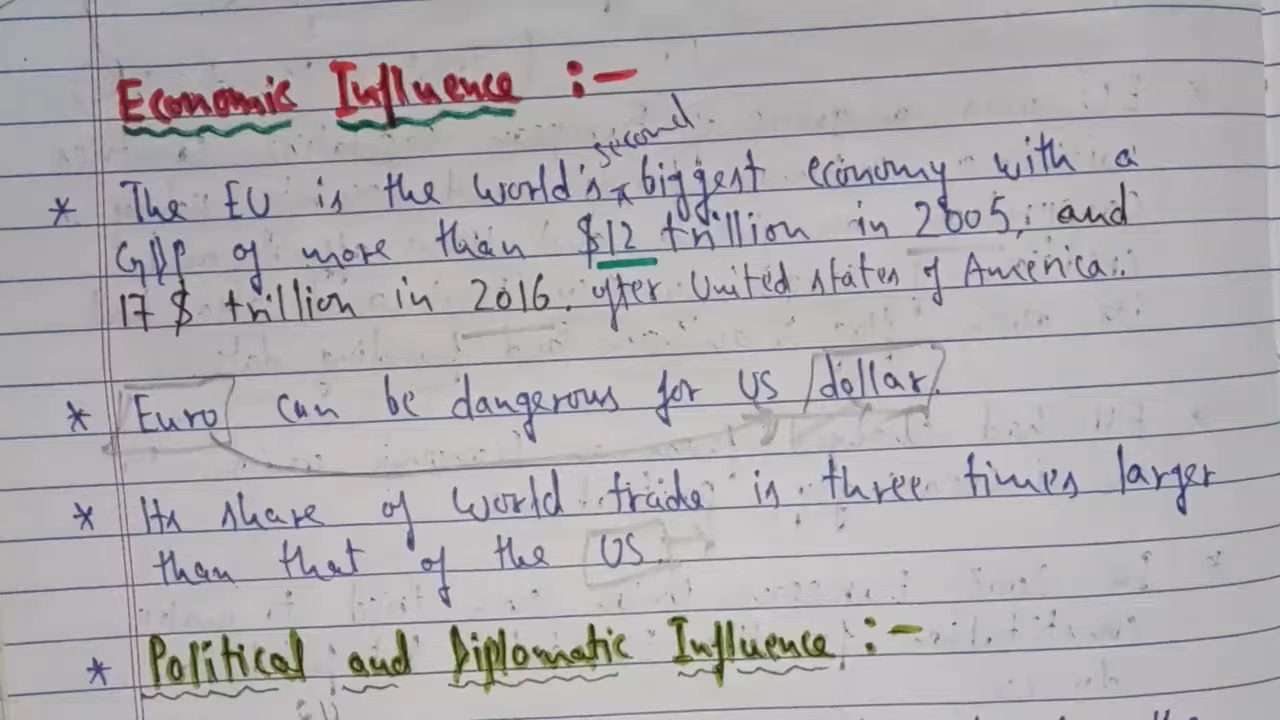 Economic Influence :-
second
* The EU is the world's x biggest economy with a
GDP of more than $12 trillion in 2005, and
17 $ trillion in 2016. after United states of America.
* Euro can be dangerous for US dollar.
* Its share of world trade is three times larger
than that of the US.
* Political and Diplomatic Influence :-